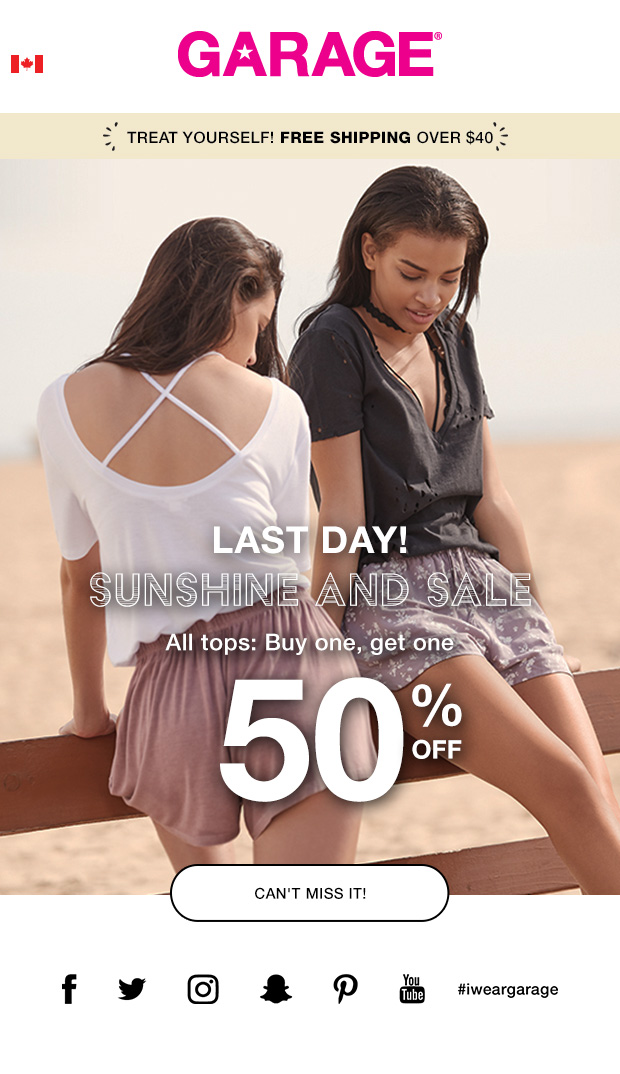 GARAGE®
TREAT YOURSELF! FREE SHIPPING OVER $40
LAST DAY!
SUNSHINE AND SALE
All tops: Buy one, get one
50%
OFF
CAN'T MISS IT!
You
Tube
#iweargarage